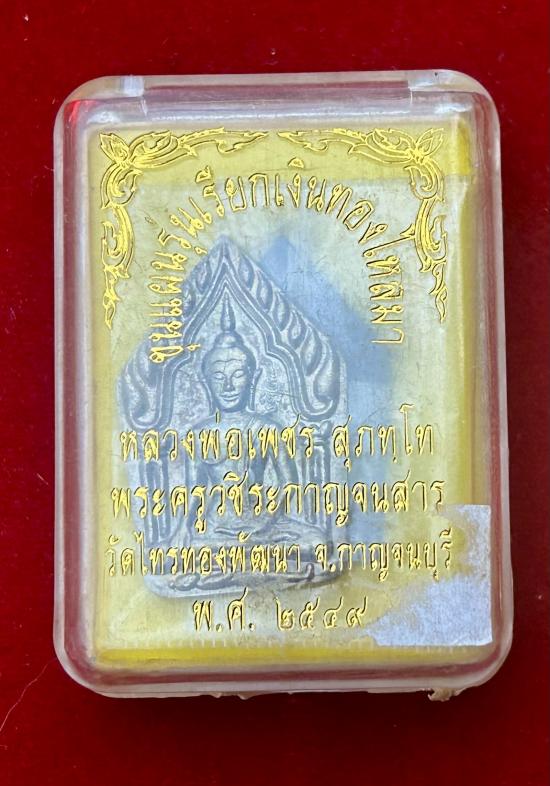 ขุนแผนรุ่นเรียกเงินทองไหลมา
หลวงพ่อเพชร สุภทฺโท
พระครูวชิระกาญจนสาร
วัดไทรทองพัฒนา จ.กาญจนบุรี
พ.ศ. ๒๕๔๙